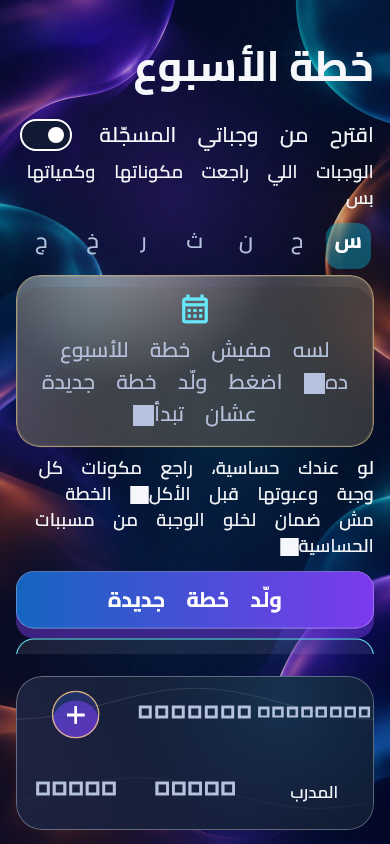 خطة الأسبوع
اقترح من وجباتي المسجّلة
الوجبات اللي راجعت مكوناتها وكمياتها
بس
س ح ن ث ر خ ج
لسه مفيش خطة للأسبوع
ده اضغط ولّد خطة جديدة
عشان تبدأ
لو عندك حساسية، راجع مكونات كل
وجبة وعبوتها قبل الأكل الخطة
مش ضمان لخلو الوجبة من مسببات
الحساسية
ولّد خطة جديدة
المدرب